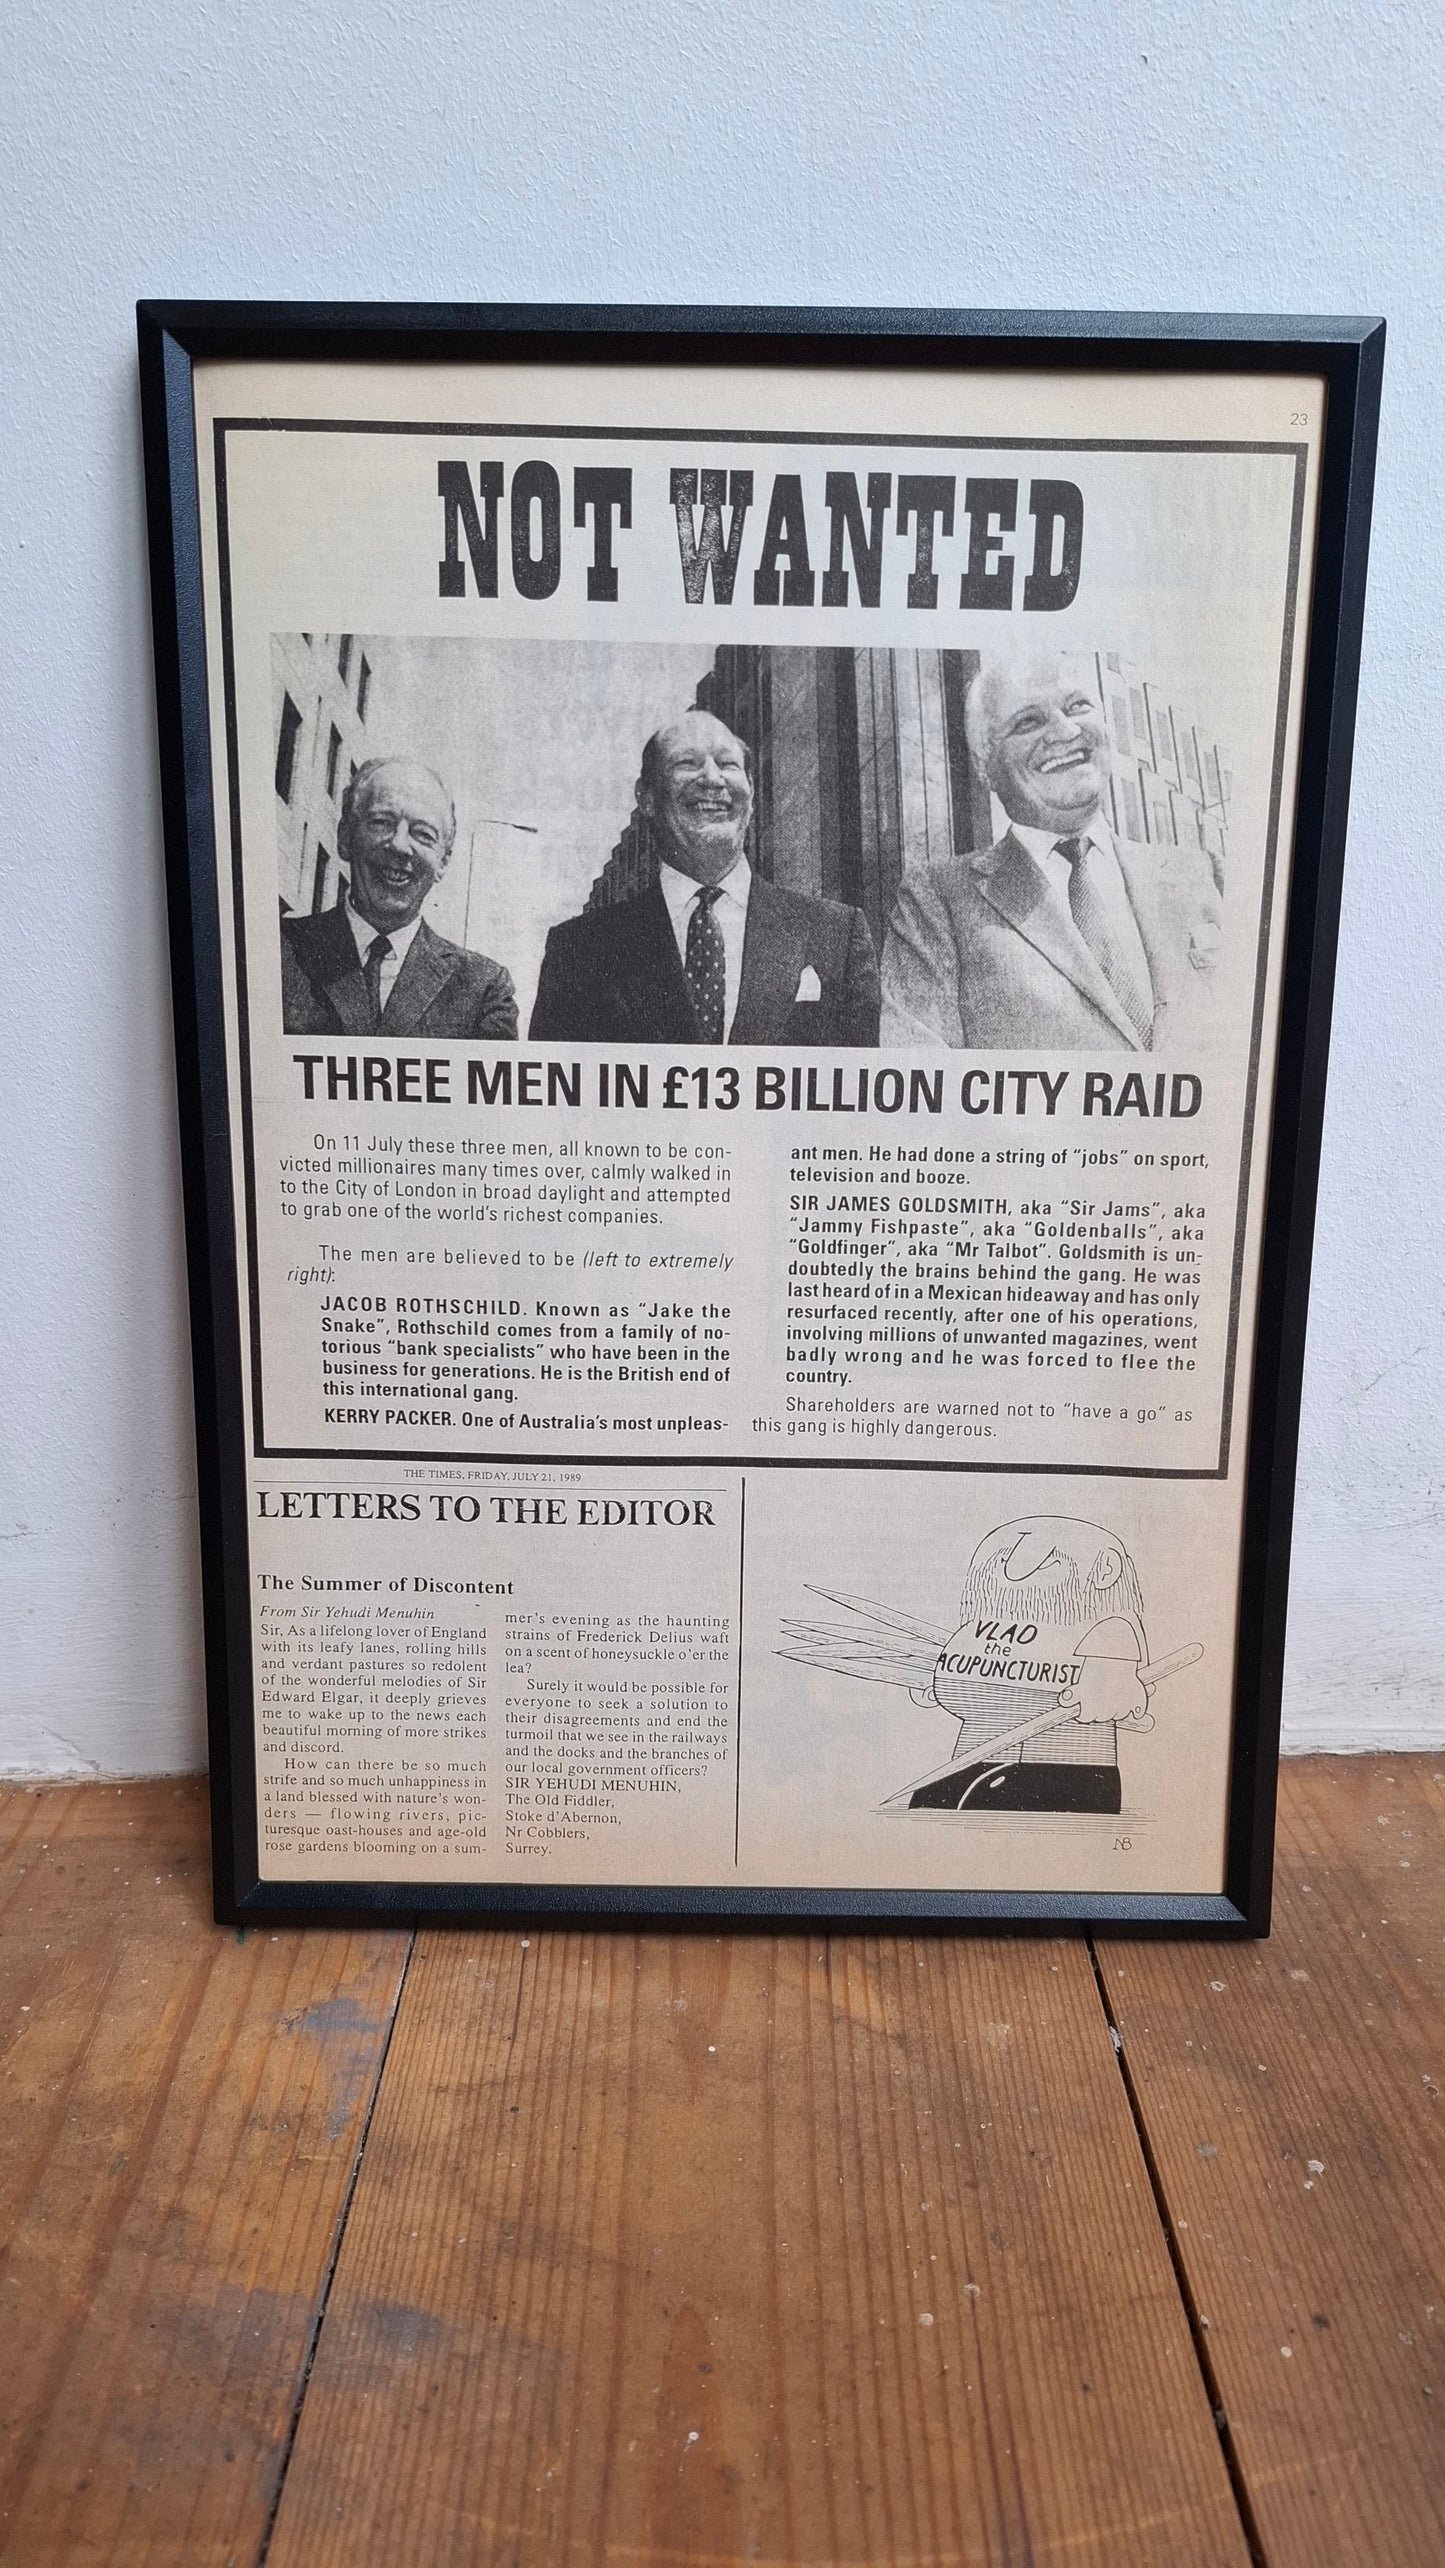 23
NOT WANTED
THREE MEN IN £13 BILLION CITY RAID
On 11 July these three men, all known to be con-
victed millionaires many times over, calmly walked in
to the City of London in broad daylight and attempted
to grab one of the world's richest companies.
The men are believed to be (left to extremely
right):
JACOB ROTHSCHILD. Known as "Jake the
Snake", Rothschild comes from a family of no-
torious "bank specialists" who have been in the
business for generations. He is the British end of
this international gang.
KERRY PACKER. One of Australia's most unpleas-
ant men. He had done a string of "jobs" on sport,
television and booze.
SIR JAMES GOLDSMITH, aka "Sir Jams", aka
"Jammy Fishpaste", aka "Goldenballs", aka
"Goldfinger", aka "Mr Talbot". Goldsmith is un-
doubtedly the brains behind the gang. He was
last heard of in a Mexican hideaway and has only
resurfaced recently, after one of his operations,
involving millions of unwanted magazines, went
badly wrong and he was forced to flee the
country.
Shareholders are warned not to "have a go" as
this gang is highly dangerous.
THE TIMES, FRIDAY, JULY 21, 1989
LETTERS TO THE EDITOR
The Summer of Discontent
From Sir Yehudi Menuhin
Sir, As a lifelong lover of England
with its leafy lanes, rolling hills
and verdant pastures so redolent
of the wonderful melodies of Sir
Edward Elgar, it deeply grieves
me to wake up to the news each
beautiful morning of more strikes
and discord.
How can there be so much
strife and so much unhappiness in
a land blessed with nature's won-
ders — flowing rivers, pic-
turesque oast-houses and age-old
rose gardens blooming on a sum-
mer's evening as the haunting
strains of Frederick Delius waft
on a scent of honeysuckle o'er the
lea?
Surely it would be possible for
everyone to seek a solution to
their disagreements and end the
turmoil that we see in the railways
and the docks and the branches of
our local government officers?
SIR YEHUDI MENUHIN,
The Old Fiddler,
Stoke d'Abernon,
Nr Cobblers,
Surrey.
VLAD
the
ACUPUNCTURIST
NB